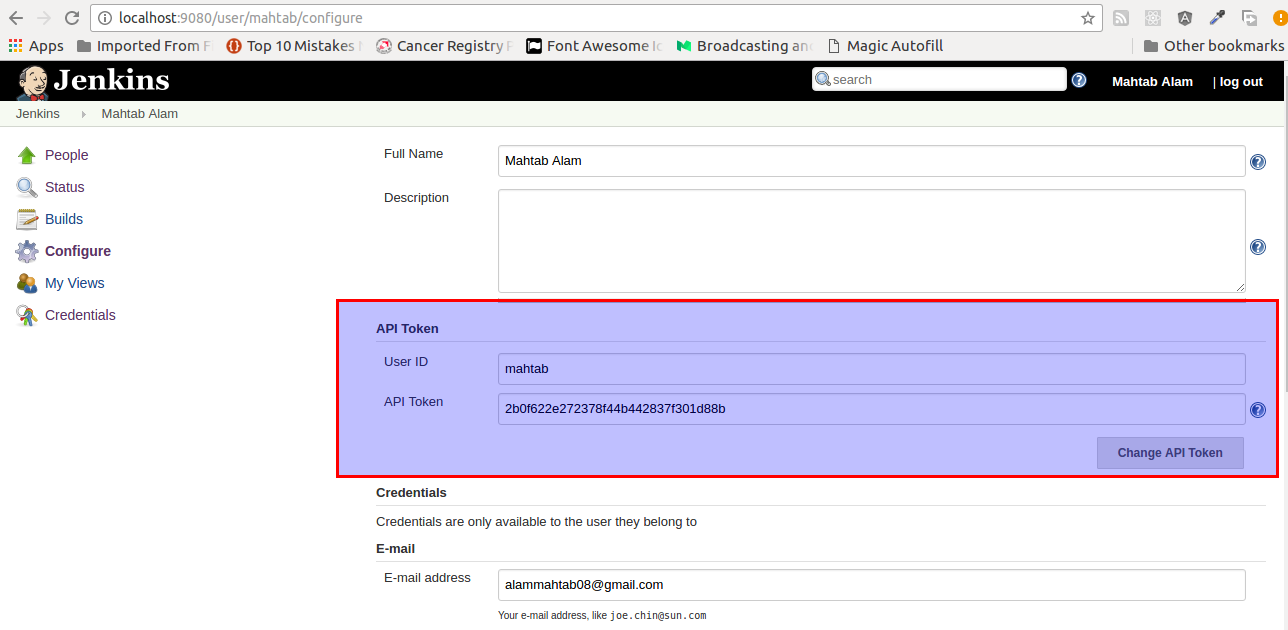 localhost:9080/user/mahtab/configure
Apps Imported From F Top 10 Mistakes Cancer Registry F Font Awesome Ic Broadcasting an Magic Autofill Other bookmarks
Jenkins search Mahtab Alam | log out
Jenkins Mahtab Alam
People
Status
Builds
Configure
My Views
Credentials
Full Name Mahtab Alam
Description
API Token
User ID mahtab
API Token 2b0f622e272378f44b442837f301d88b
Change API Token
Credentials
Credentials are only available to the user they belong to
E-mail
E-mail address alammahtab08@gmail.com
Your e-mail address, like joe.chin@sun.com